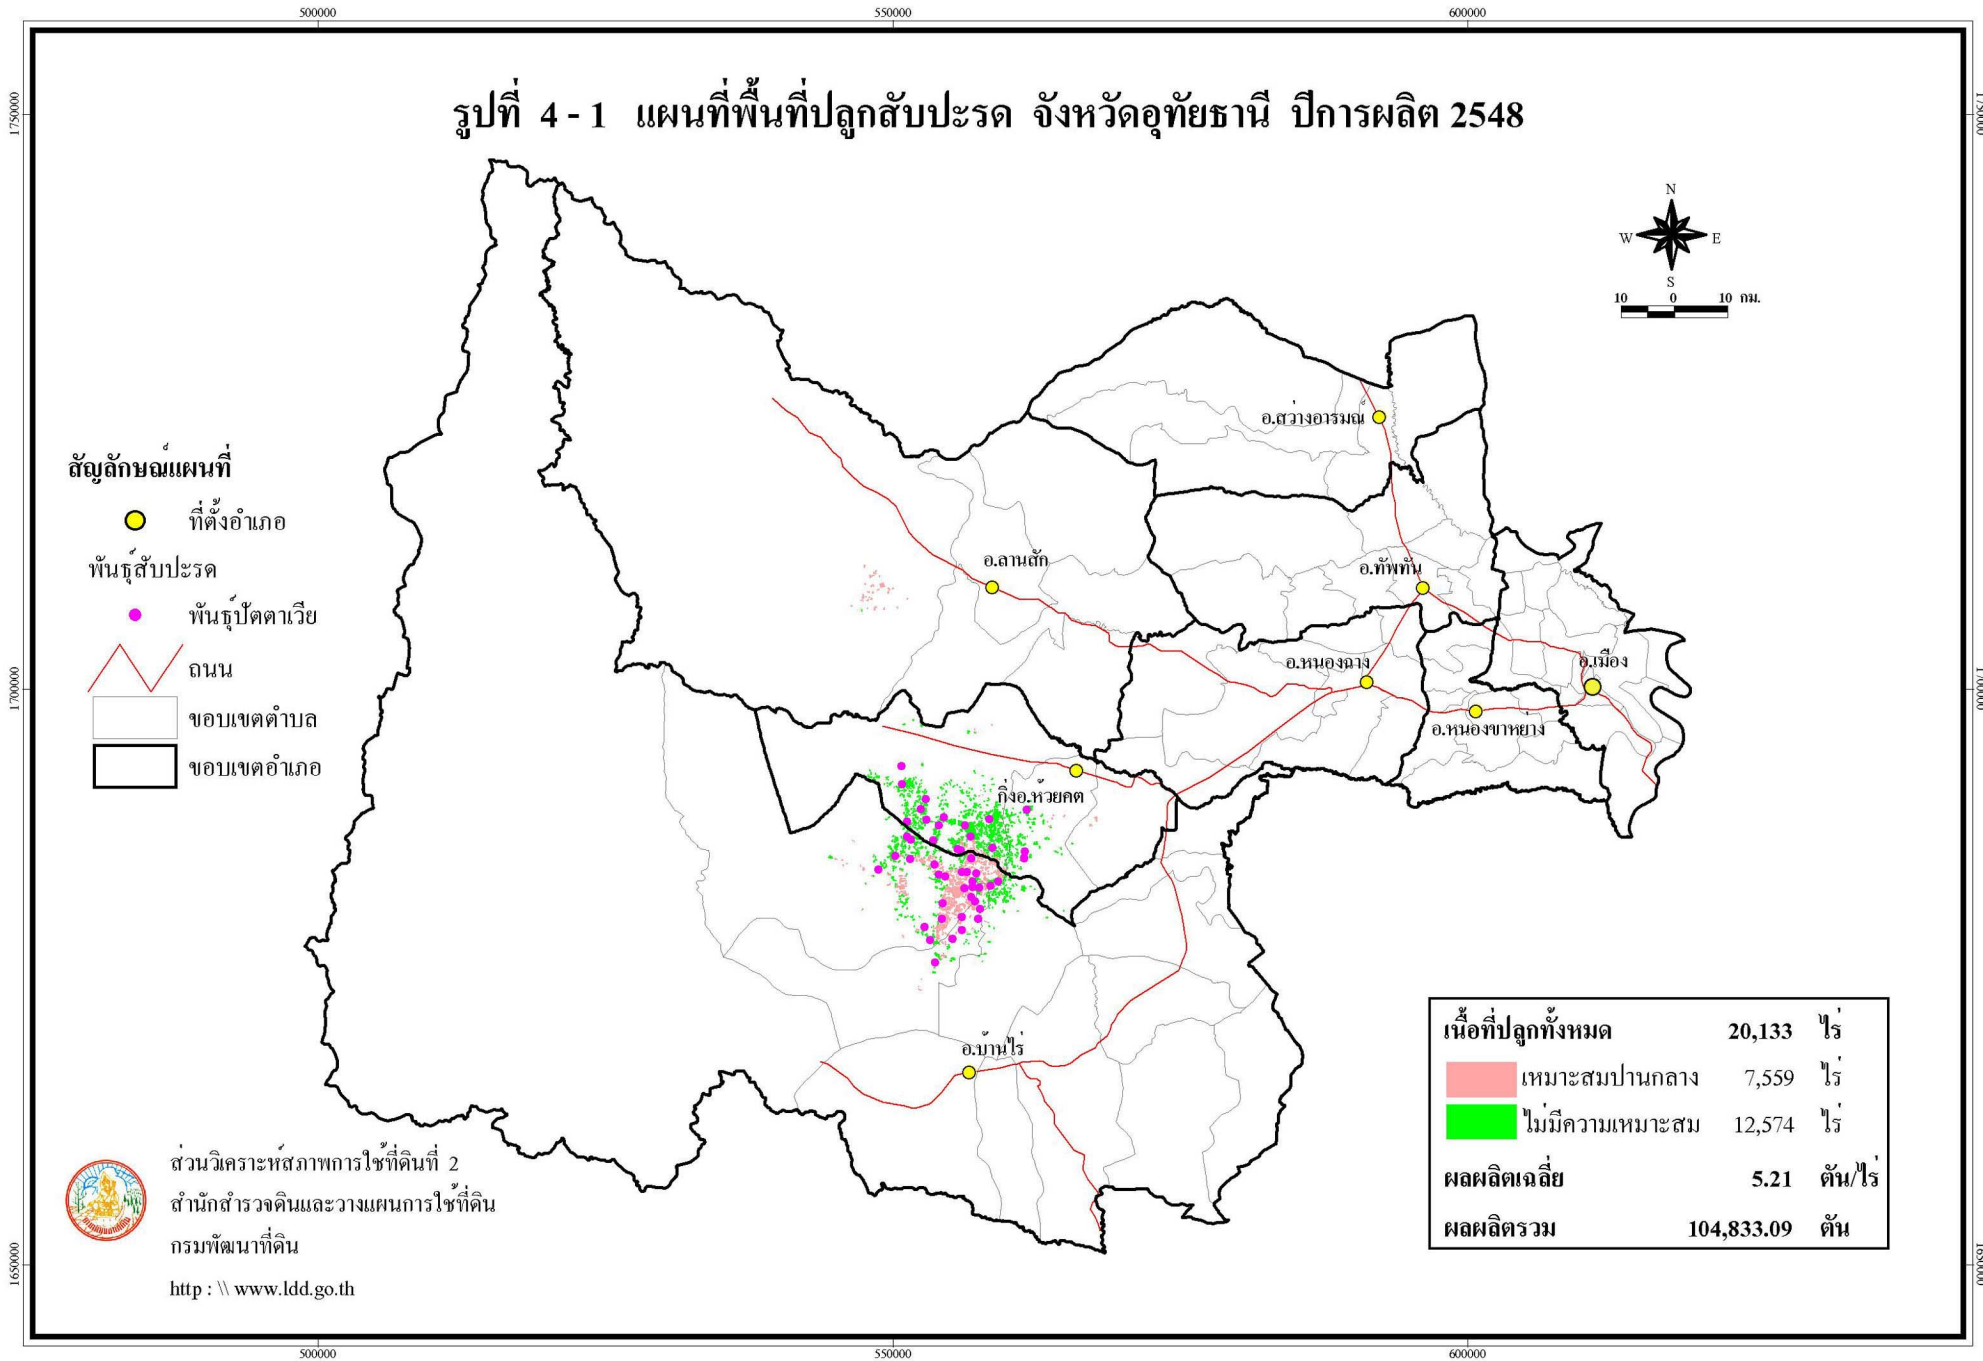 500000 550000 600000
1750000 1750000
รูปที่ 4 - 1 แผนที่พื้นที่ปลูกสับปะรด จังหวัดอุทัยธานี ปีการผลิต 2548
N
W E
S
10 0 10 กม.
อ.สว่างอารมณ์
สัญลักษณ์แผนที่
ที่ตั้งอำเภอ
พันธุ์สับปะรด
พันธุ์ปัตตาเวีย
ถนน
ขอบเขตตำบล
ขอบเขตอำเภอ
อ.ลานสัก
อ.ทัพทัน
อ.หนองฉาง
อ.เมือง
1700000 1700000
อ.หนองขาหย่าง
กิ่งอ.ห้วยคต
อ.บ้านไร่
เนื้อที่ปลูกทั้งหมด 20,133 ไร่
เหมาะสมปานกลาง 7,559 ไร่
ไม่มีความเหมาะสม 12,574 ไร่
ผลผลิตเฉลี่ย 5.21 ตัน/ไร่
ผลผลิตรวม 104,833.09 ตัน
ส่วนวิเคราะห์สภาพการใช้ที่ดินที่ 2
สำนักสำรวจดินและวางแผนการใช้ที่ดิน
กรมพัฒนาที่ดิน
http : \\ www.ldd.go.th
1650000 1650000
500000 550000 600000